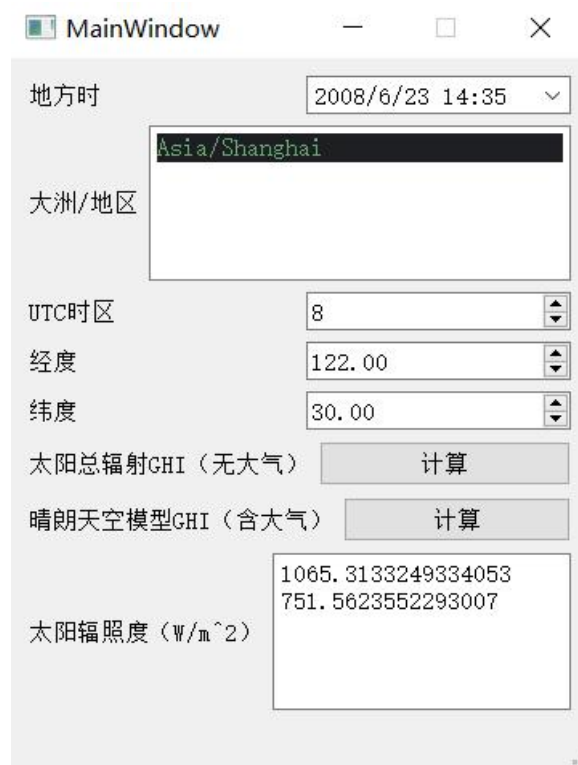 MainWindow
地方时
2008/6/23 14:35
Asia/Shanghai
大洲/地区
UTC时区
8
经度
122.00
纬度
30.00
太阳总辐射GHI（无大气）
计算
晴朗天空模型GHI（含大气）
计算
1065.3133249334053
751.5623552293007
太阳辐照度（W/m^2）